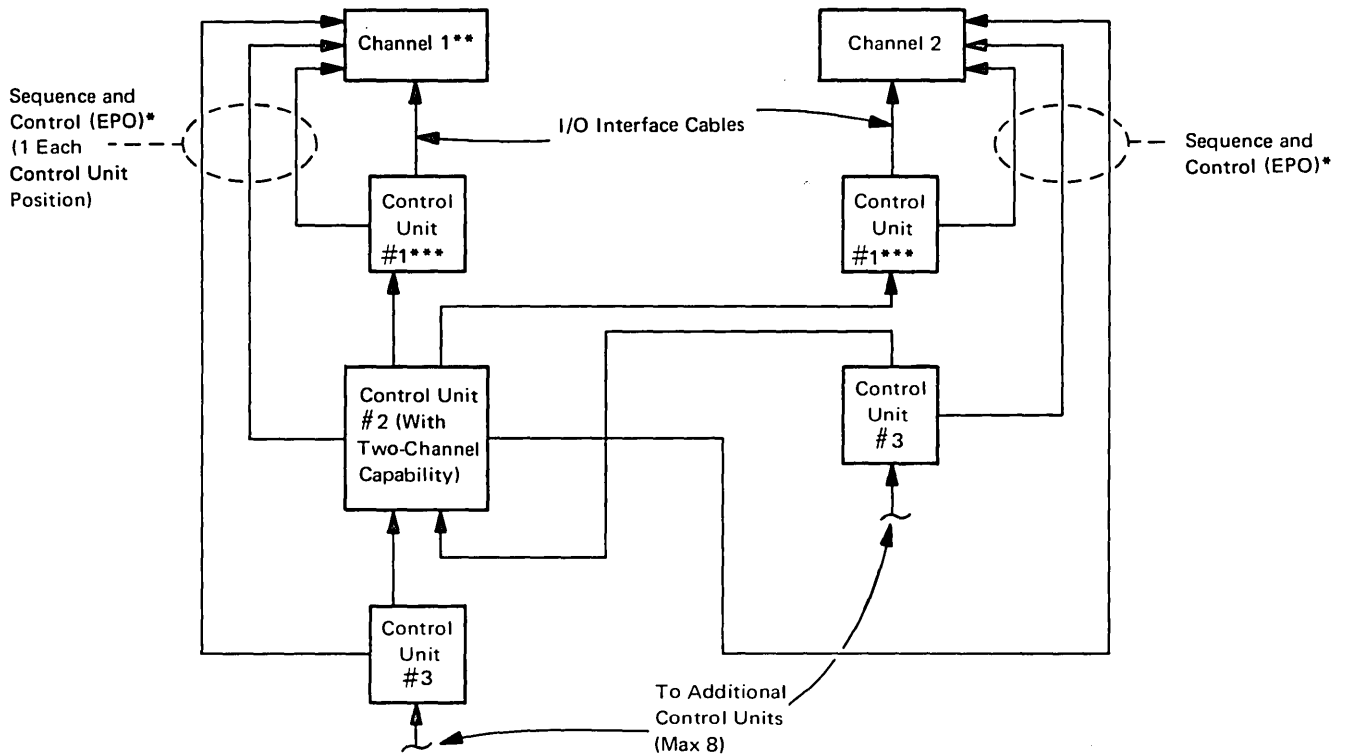 Channel 1**
Channel 2
Sequence and
Control (EPO)*
(1 Each
Control Unit
Position)
I/O Interface Cables
Sequence and
Control (EPO)*
Control
Unit
#1***
Control
Unit
#1***
Control Unit
#2 (With
Two-Channel
Capability)
Control
Unit
#3
Control
Unit
#3
To Additional
Control Units
(Max 8)